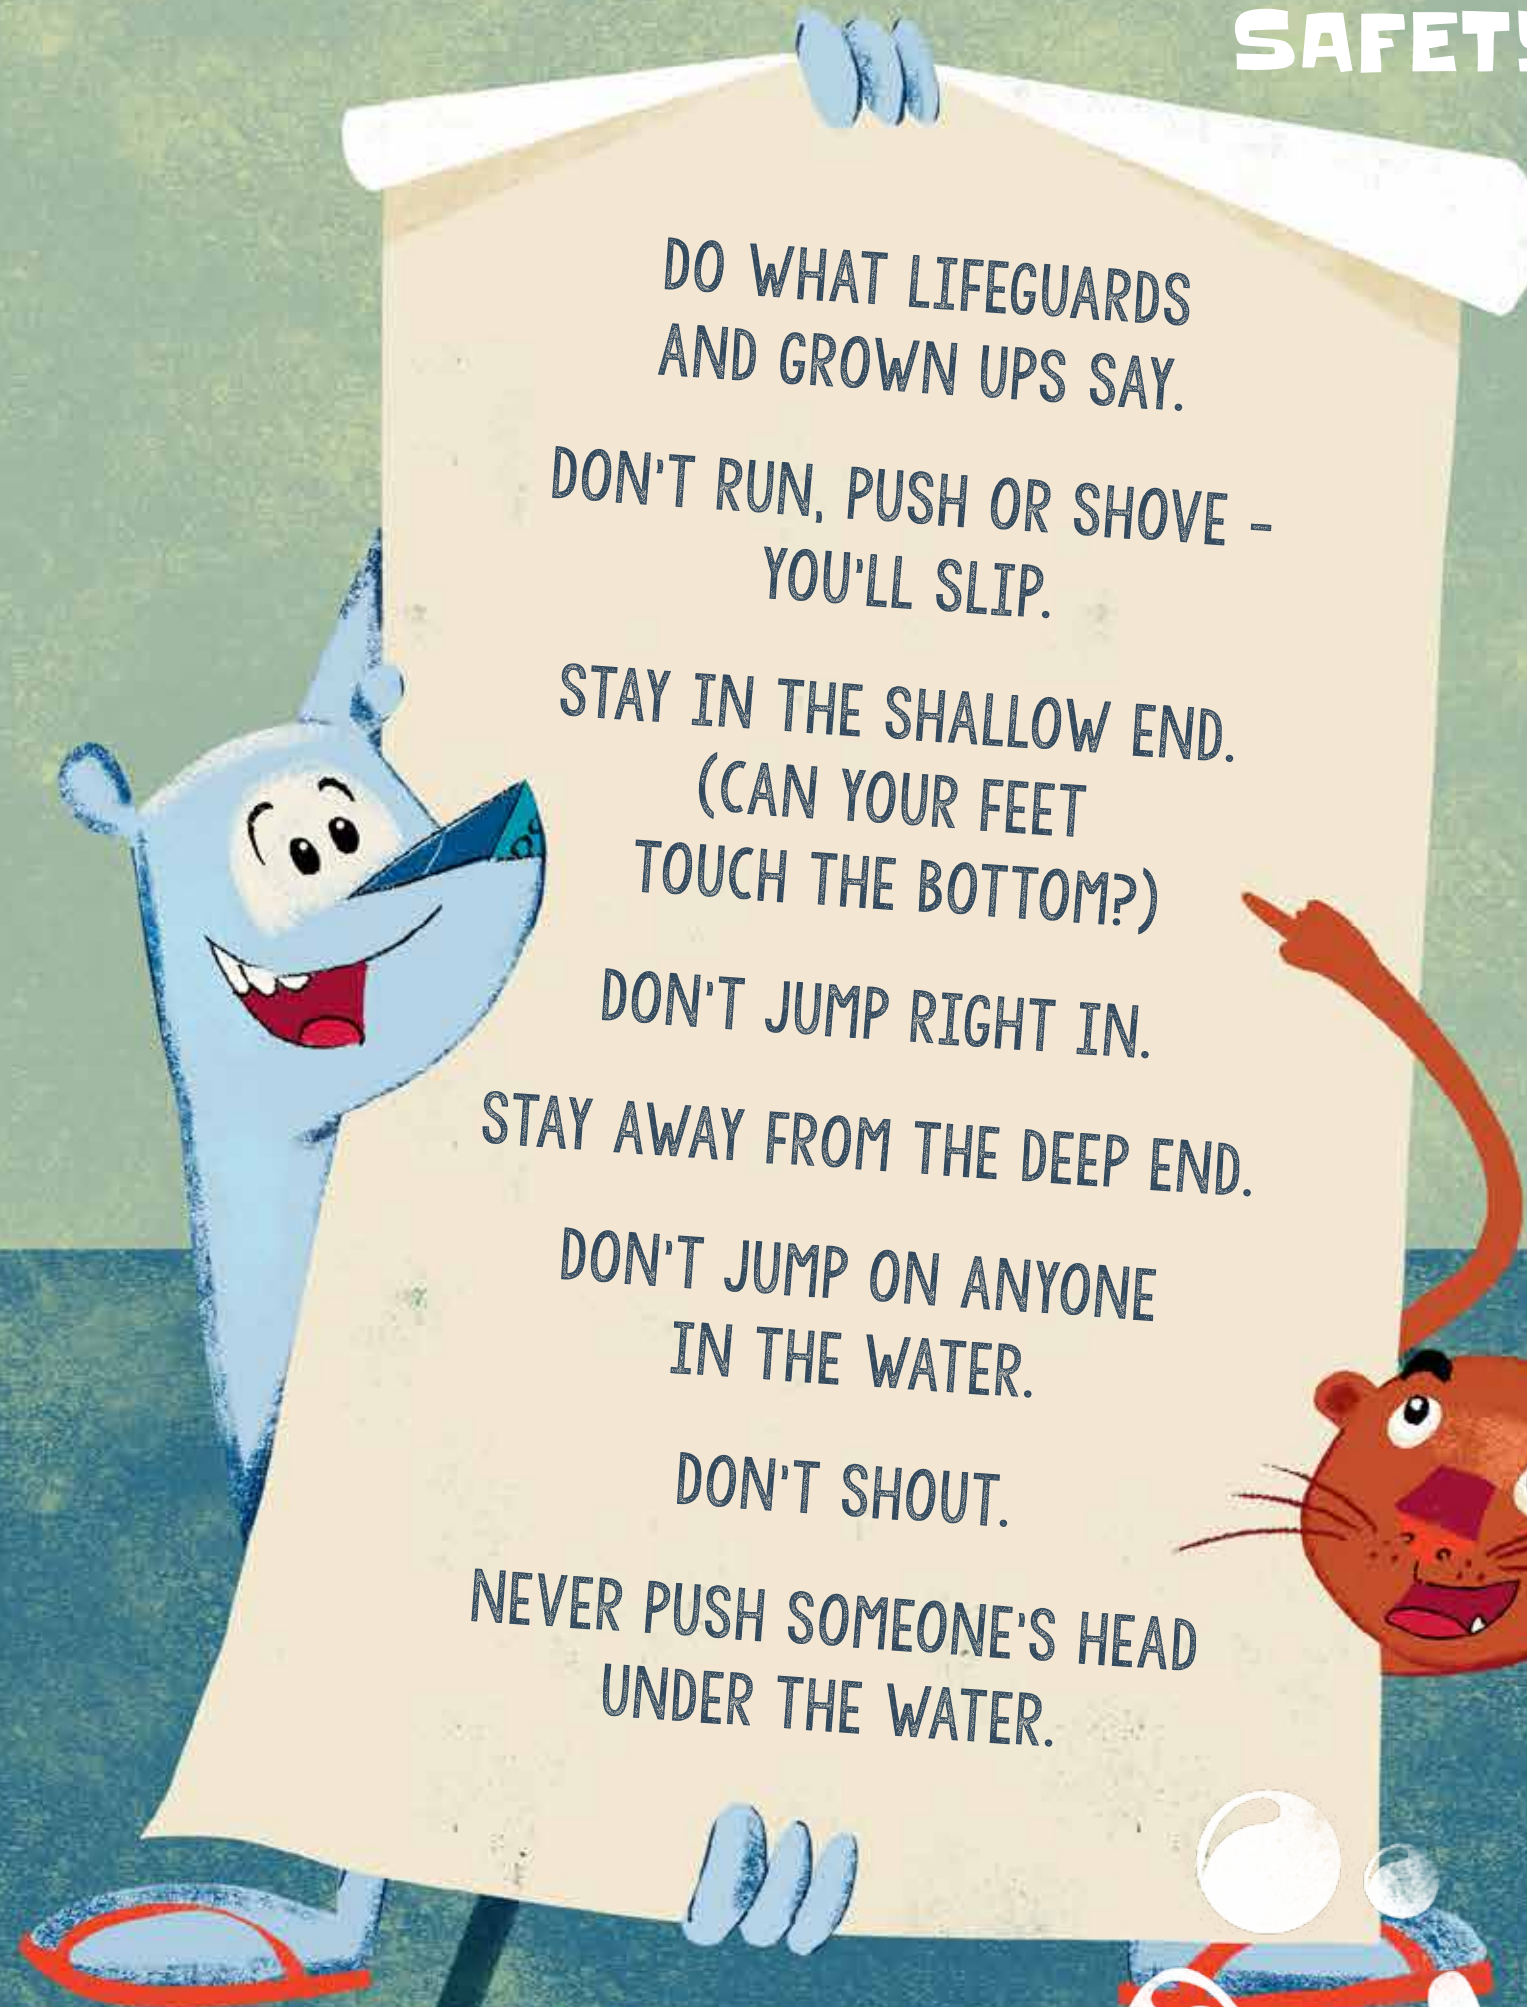 SAFETY
DO WHAT LIFEGUARDS
AND GROWN UPS SAY.
DON'T RUN, PUSH OR SHOVE -
YOU'LL SLIP.
STAY IN THE SHALLOW END.
(CAN YOUR FEET
TOUCH THE BOTTOM?)
DON'T JUMP RIGHT IN.
STAY AWAY FROM THE DEEP END.
DON'T JUMP ON ANYONE
IN THE WATER.
DON'T SHOUT.
NEVER PUSH SOMEONE'S HEAD
UNDER THE WATER.